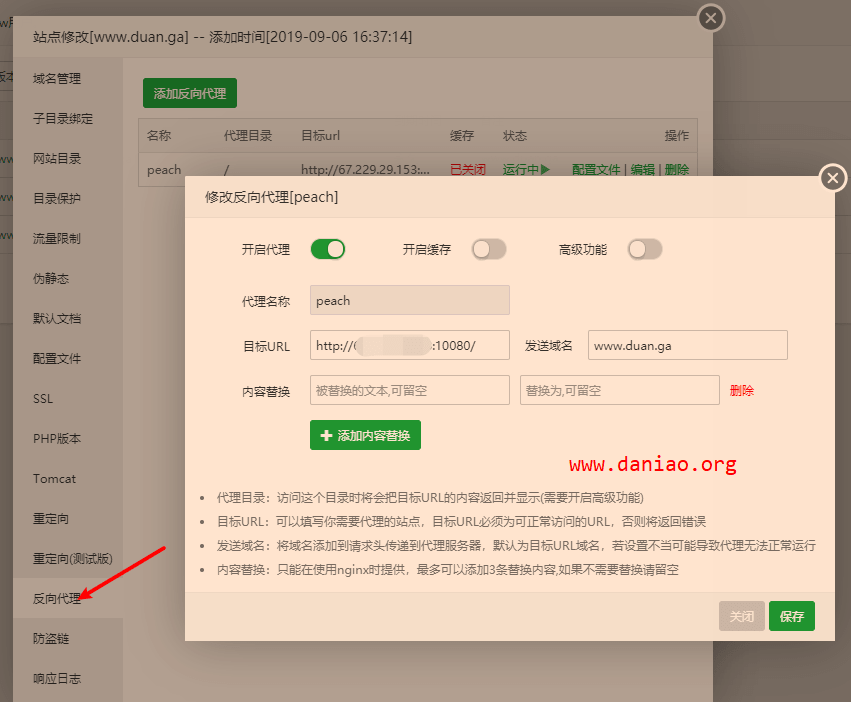 站点修改[www.duan.ga] -- 添加时间[2019-09-06 16:37:14]
域名管理
子目录绑定
网站目录
目录保护
流量限制
伪静态
默认文档
配置文件
SSL
PHP版本
Tomcat
重定向
重定向(测试版)
反向代理
防盗链
响应日志
添加反向代理
名称 代理目录 目标url 缓存 状态 操作
peach / http://67.229.29.153:... 已关闭 运行中 配置文件 | 编辑 | 删除
修改反向代理[peach]
开启代理 开启缓存 高级功能
代理名称 peach
目标URL http://6 :10080/ 发送域名 www.duan.ga
内容替换 被替换的文本,可留空 替换为,可留空 删除
添加内容替换
www.daniao.org
代理目录：访问这个目录时将会把目标URL的内容返回并显示(需要开启高级功能)
目标URL：可以填写你需要代理的站点，目标URL必须为可正常访问的URL，否则将返回错误
发送域名：将域名添加到请求头传递到代理服务器，默认为目标URL域名，若设置不当可能导致代理无法正常运行
内容替换：只能在使用nginx时提供，最多可以添加3条替换内容,如果不需要替换请留空
关闭 保存